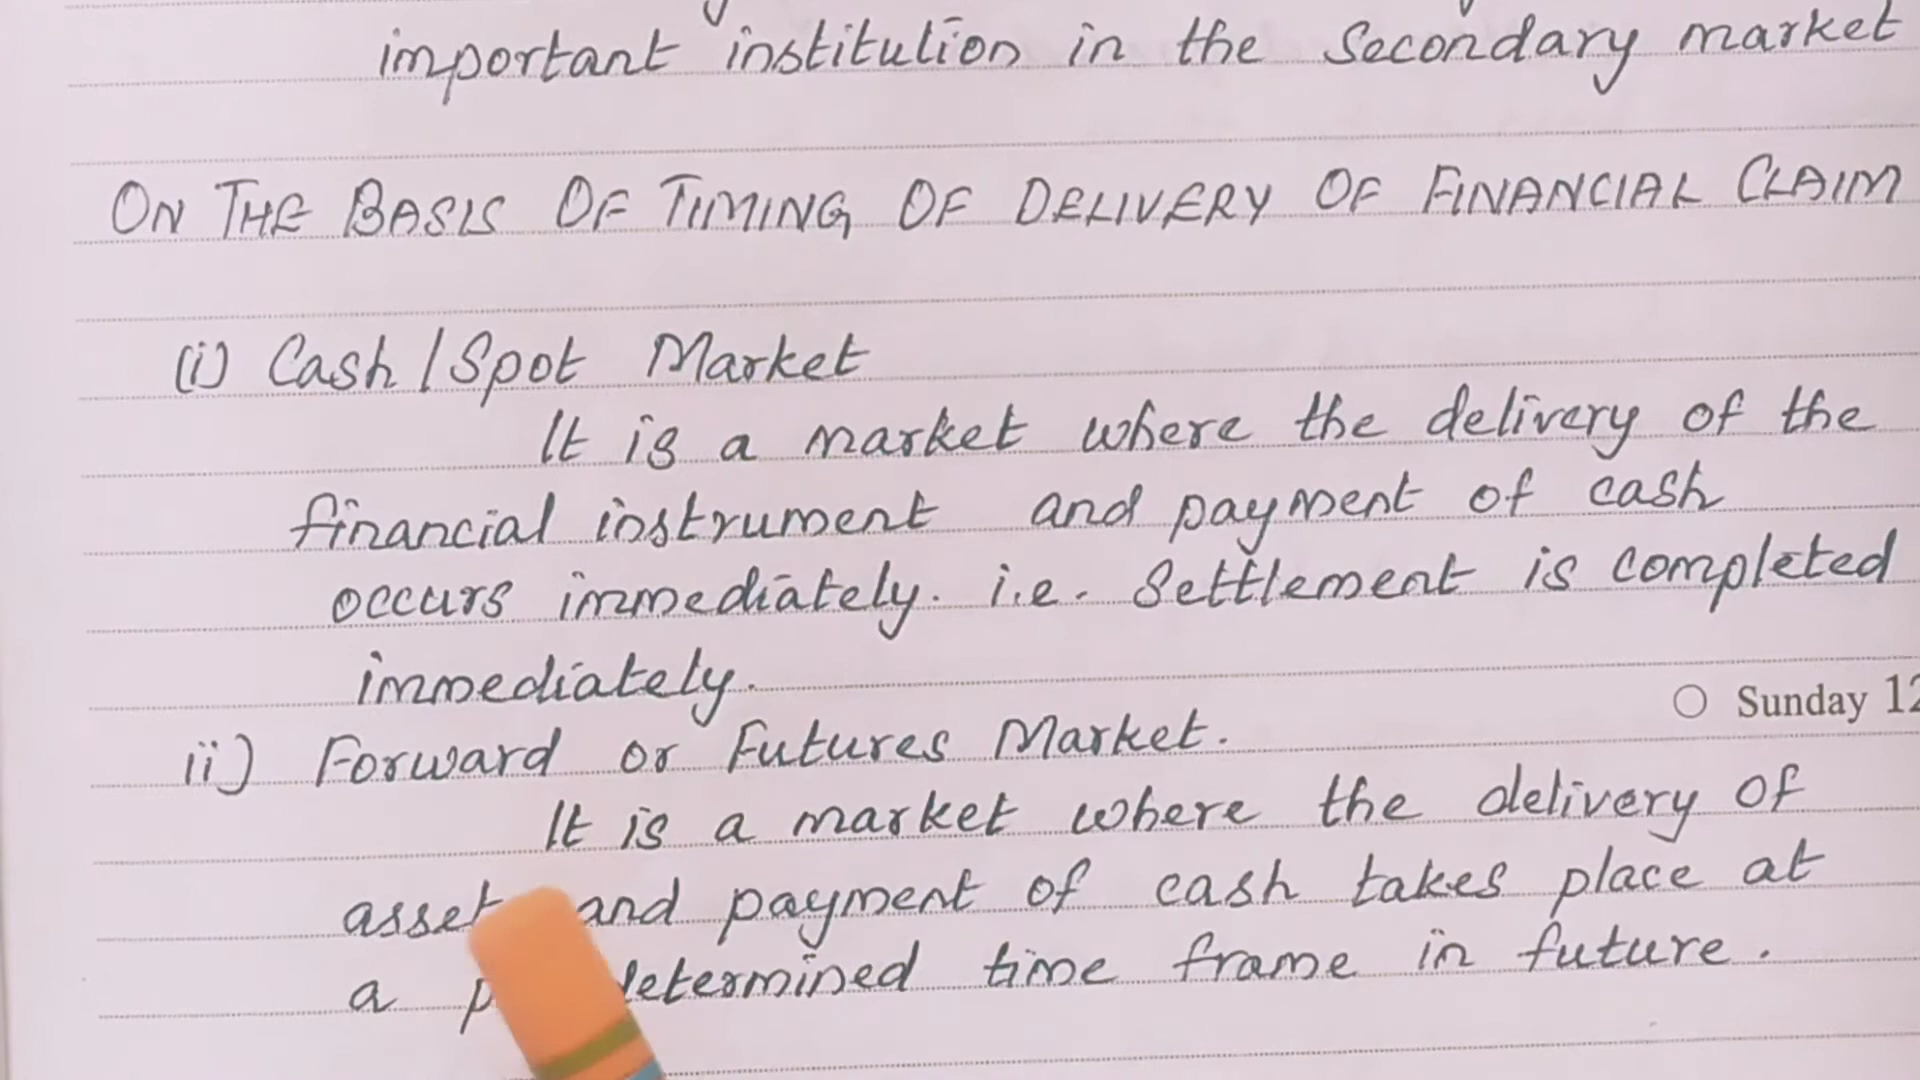 important institution in the Secondary market
ON THE BASIS OF TIMING OF DELIVERY OF FINANCIAL CLAIM
(i) Cash / Spot Market
It is a market where the delivery of the
financial instrument and payment of cash
occurs immediately. i.e. Settlement is completed
immediately.
Sunday 12
ii) Forward or Futures Market.
It is a market where the delivery of
asset and payment of cash takes place at
a determined time frame in future.